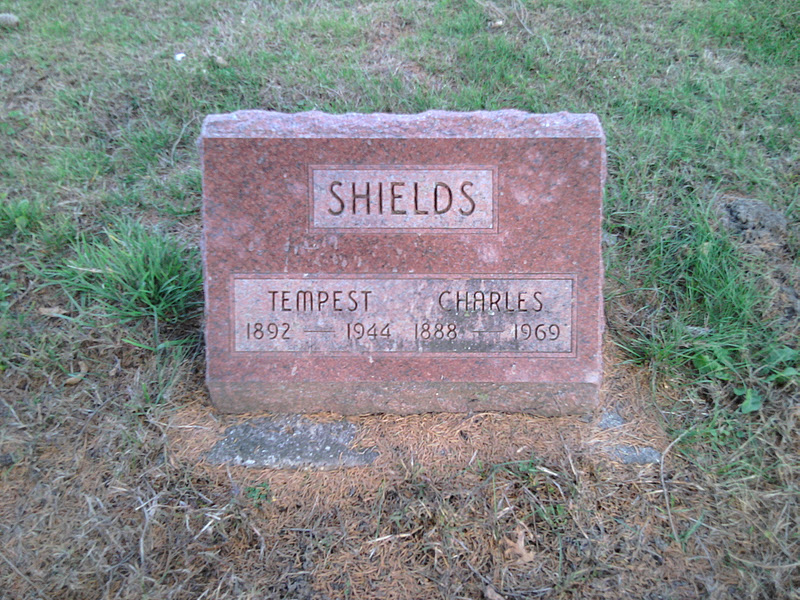 SHIELDS
TEMPEST CHARLES
1892 — 1944 1888 — 1969